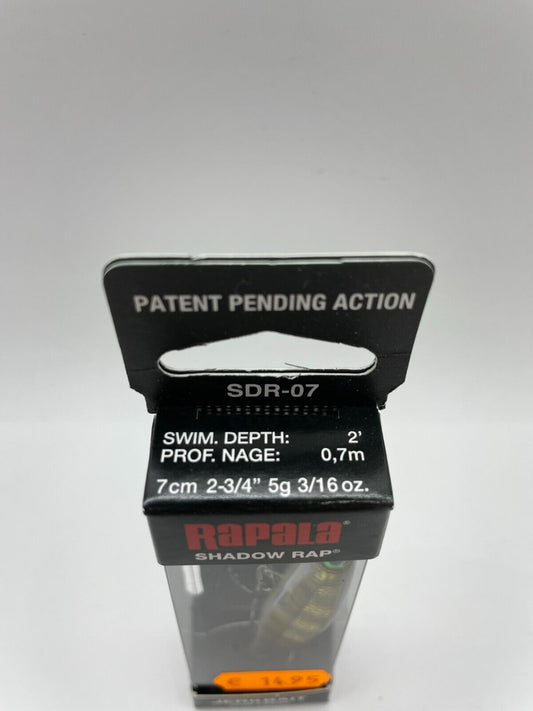 PATENT PENDING ACTION
SDR-07
SWIM. DEPTH: 2'
PROF. NAGE: 0,7m
7cm 2-3/4" 5g 3/16 oz.
Rapala®
SHADOW RAP®
€ 14.95